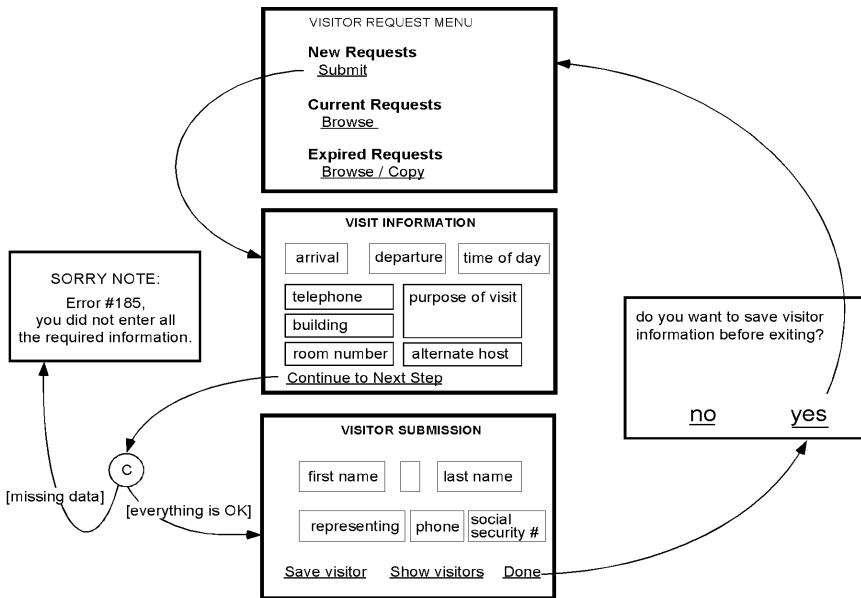 VISITOR REQUEST MENU
New Requests
Submit
Current Requests
Browse
Expired Requests
Browse / Copy
VISIT INFORMATION
arrival departure time of day
telephone purpose of visit
building
room number alternate host
Continue to Next Step
SORRY NOTE:
Error #185,
you did not enter all
the required information.
C
[missing data]
[everything is OK]
VISITOR SUBMISSION
first name last name
representing phone social
security #
Save visitor Show visitors Done
do you want to save visitor
information before exiting?
no yes